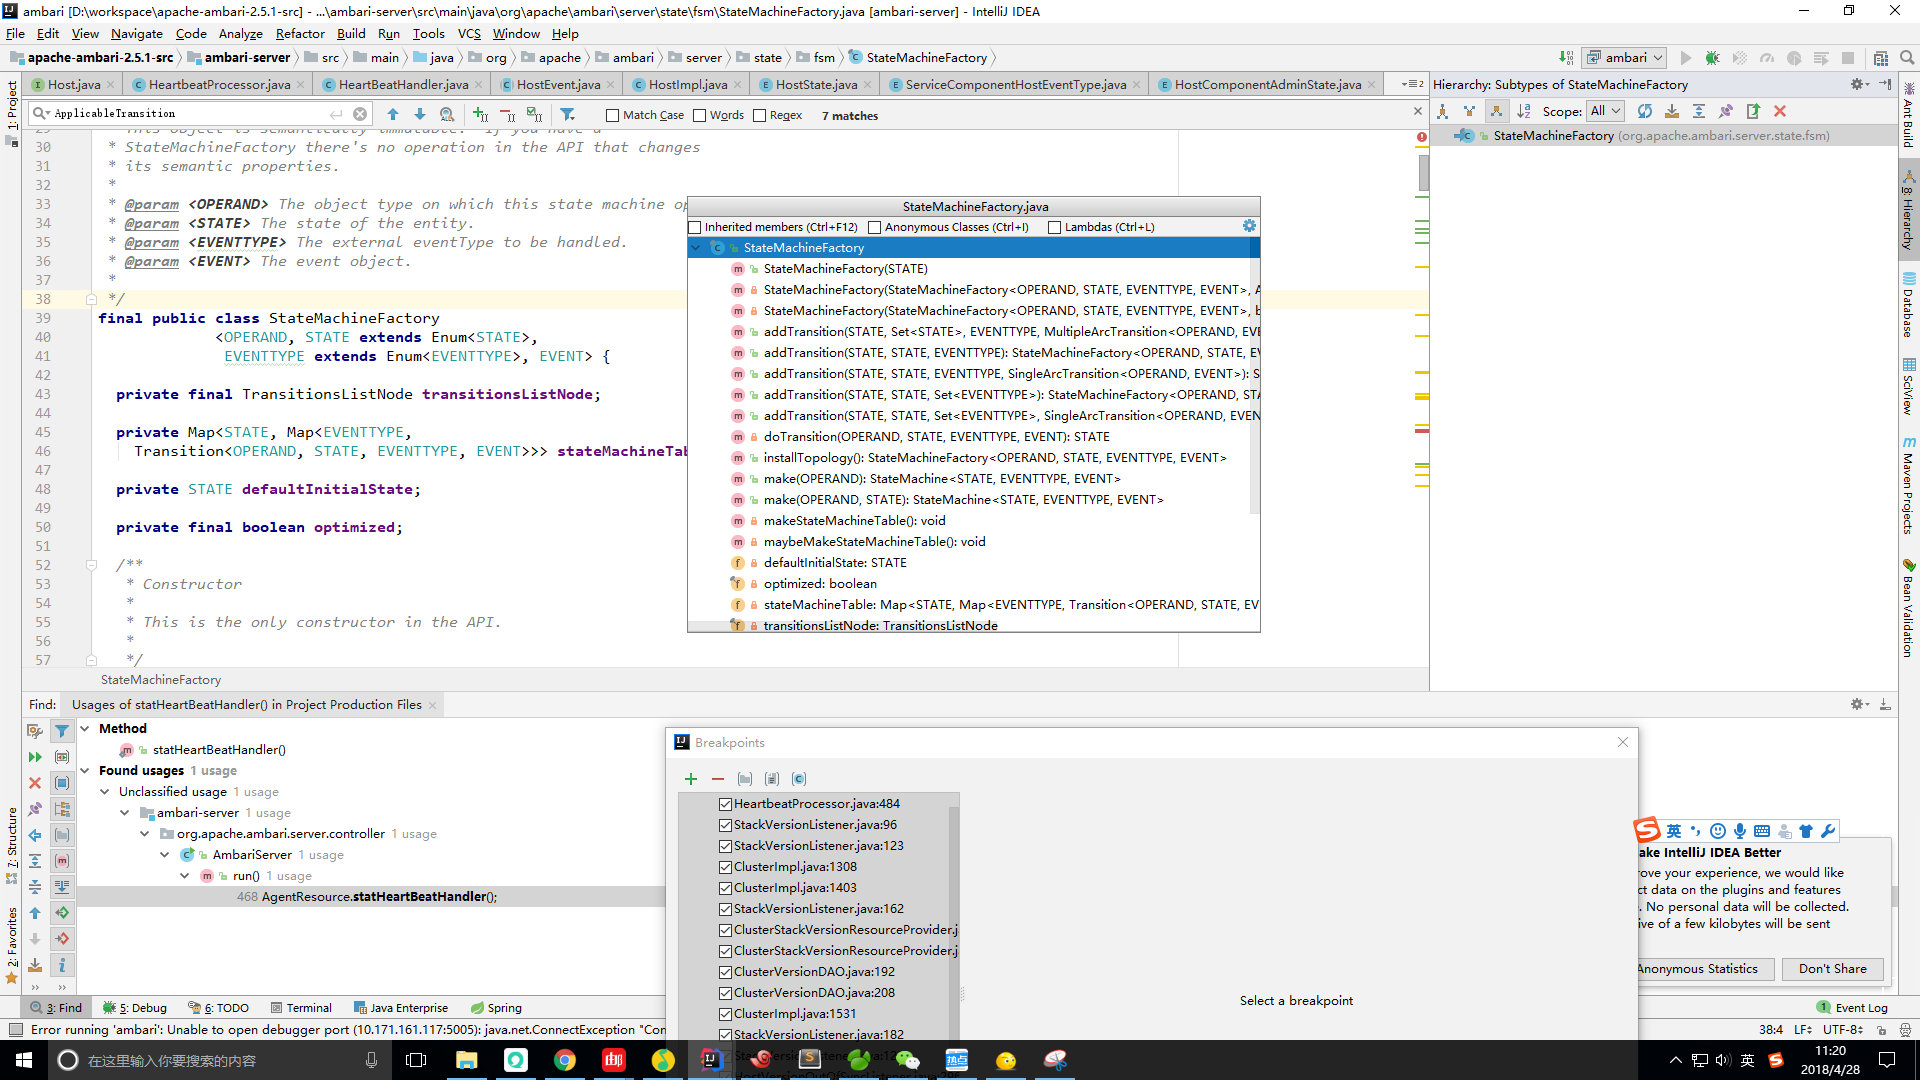 ambari [D:\workspace\apache-ambari-2.5.1-src] - ...\ambari-server\src\main\java\org\apache\ambari\server\state\fsm\StateMachineFactory.java [ambari-server] - IntelliJ IDEA
File Edit View Navigate Code Analyze Refactor Build Run Tools VCS Window Help
apache-ambari-2.5.1-src ambari-server src main java org apache ambari server state fsm StateMachineFactory ambari
Host.java HeartbeatProcessor.java HeartBeatHandler.java HostEvent.java HostImpl.java HostState.java ServiceComponentHostEventType.java HostComponentAdminState.java
ApplicableTransition Match Case Words Regex 7 matches
30 * StateMachineFactory there's no operation in the API that changes
31 * its semantic properties.
32 *
33 * @param <OPERAND> The object type on which this state machine op
34 * @param <STATE> The state of the entity.
35 * @param <EVENTTYPE> The external eventType to be handled.
36 * @param <EVENT> The event object.
37 *
38 */
39 final public class StateMachineFactory
40 <OPERAND, STATE extends Enum<STATE>,
41 EVENTTYPE extends Enum<EVENTTYPE>, EVENT> {
42
43 private final TransitionsListNode transitionsListNode;
44
45 private Map<STATE, Map<EVENTTYPE,
46 Transition<OPERAND, STATE, EVENTTYPE, EVENT>>> stateMachineTab
47
48 private STATE defaultInitialState;
49
50 private final boolean optimized;
51
52 /**
53 * Constructor
54 *
55 * This is the only constructor in the API.
56 *
57 */
StateMachineFactory
StateMachineFactory.java
Inherited members (Ctrl+F12) Anonymous Classes (Ctrl+I) Lambdas (Ctrl+L)
StateMachineFactory
StateMachineFactory(STATE)
StateMachineFactory(StateMachineFactory<OPERAND, STATE, EVENTTYPE, EVENT>, A
StateMachineFactory(StateMachineFactory<OPERAND, STATE, EVENTTYPE, EVENT>, b
addTransition(STATE, Set<STATE>, EVENTTYPE, MultipleArcTransition<OPERAND, EVE
addTransition(STATE, STATE, EVENTTYPE): StateMachineFactory<OPERAND, STATE, EV
addTransition(STATE, STATE, EVENTTYPE, SingleArcTransition<OPERAND, EVENT>): S
addTransition(STATE, STATE, Set<EVENTTYPE>): StateMachineFactory<OPERAND, STA
addTransition(STATE, STATE, Set<EVENTTYPE>, SingleArcTransition<OPERAND, EVEN
doTransition(OPERAND, STATE, EVENTTYPE, EVENT): STATE
installTopology(): StateMachineFactory<OPERAND, STATE, EVENTTYPE, EVENT>
make(OPERAND): StateMachine<STATE, EVENTTYPE, EVENT>
make(OPERAND, STATE): StateMachine<STATE, EVENTTYPE, EVENT>
makeStateMachineTable(): void
maybeMakeStateMachineTable(): void
defaultInitialState: STATE
optimized: boolean
stateMachineTable: Map<STATE, Map<EVENTTYPE, Transition<OPERAND, STATE, EV
transitionsListNode: TransitionsListNode
Hierarchy: Subtypes of StateMachineFactory
Scope: All
StateMachineFactory (org.apache.ambari.server.state.fsm)
1: Project
7: Structure
2: Favorites
Ant Build
8: Hierarchy
Database
SciView
Maven Projects
Bean Validation
Find: Usages of statHeartBeatHandler() in Project Production Files
Method
statHeartBeatHandler()
Found usages 1 usage
Unclassified usage 1 usage
ambari-server 1 usage
org.apache.ambari.server.controller 1 usage
AmbariServer 1 usage
run() 1 usage
468 AgentResource.statHeartBeatHandler();
Breakpoints
HeartbeatProcessor.java:484
StackVersionListener.java:96
StackVersionListener.java:123
ClusterImpl.java:1308
ClusterImpl.java:1403
StackVersionListener.java:162
ClusterStackVersionResourceProvider.j
ClusterStackVersionResourceProvider.j
ClusterVersionDAO.java:192
ClusterVersionDAO.java:208
ClusterImpl.java:1531
StackVersionListener.java:182
Select a breakpoint
英
ake IntelliJ IDEA Better
rove your experience, we would like
ct data on the plugins and features
. No personal data will be collected.
ive of a few kilobytes will be sent
Anonymous Statistics Don't Share
3: Find 5: Debug 6: TODO Terminal Java Enterprise Spring 1 Event Log
Error running 'ambari': Unable to open debugger port (10.171.161.117:5005): java.net.ConnectException "Con 38:4 LF UTF-8
在这里输入你要搜索的内容 热点 英 11:20
2018/4/28